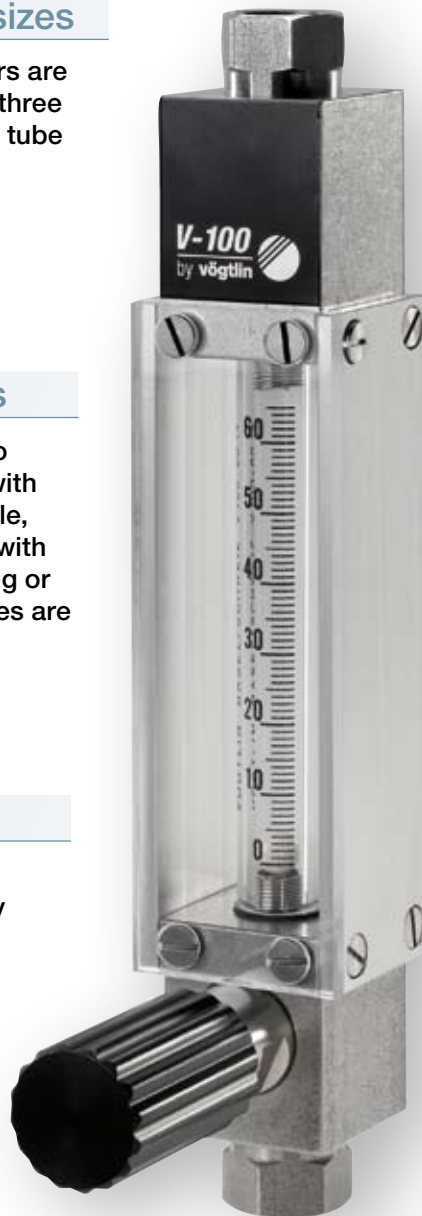 sizes
rs are
three
tube
s
o
with
le,
with
g or
es are
y
V-100
by vögtlin
60
50
40
30
20
10
0